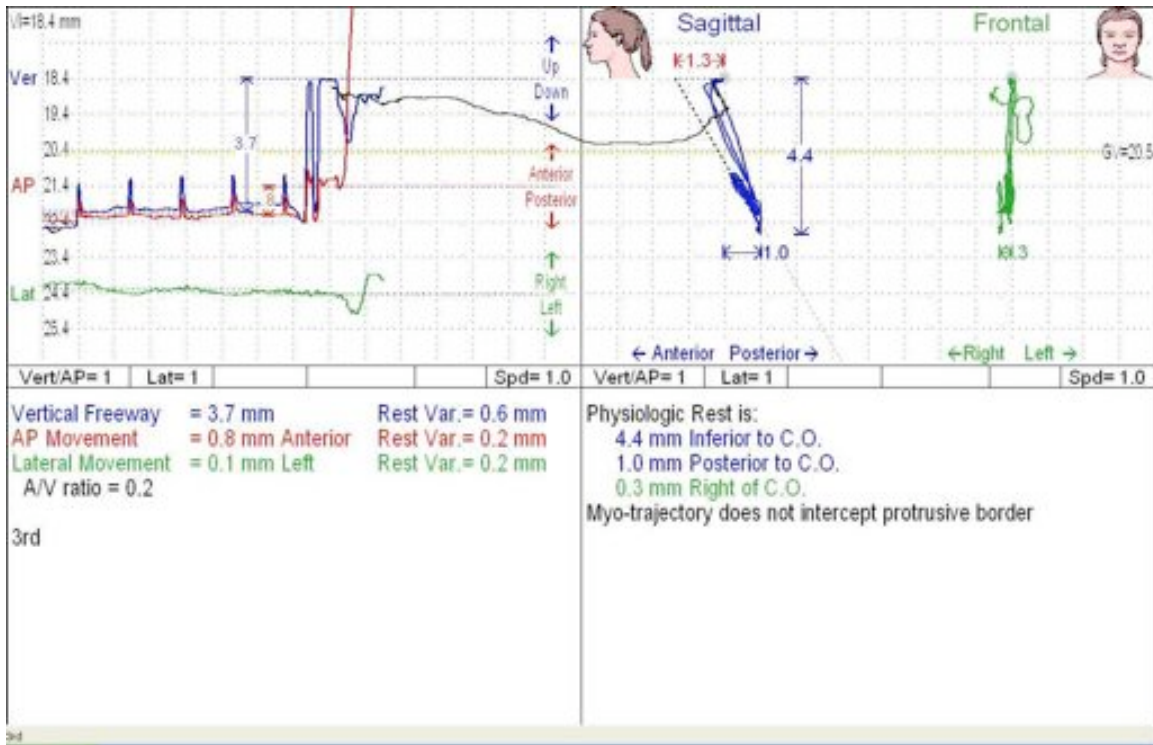 VI=18.4 mm
Ver 18.4
19.4
20.4
AP 21.4
22.4
23.4
Lat 24.4
25.4
3.7
.8
Up
Down
Anterior
Posterior
Right
Left
Vert/AP= 1 Lat= 1 Spd= 1.0
Sagittal
Frontal
1.3
4.4
1.0
.3
GV=20.5
← Anterior Posterior →
←Right Left →
Vert/AP= 1 Lat= 1 Spd= 1.0
Vertical Freeway = 3.7 mm Rest Var.= 0.6 mm
AP Movement = 0.8 mm Anterior Rest Var.= 0.2 mm
Lateral Movement = 0.1 mm Left Rest Var.= 0.2 mm
A/V ratio = 0.2
3rd
Physiologic Rest is:
4.4 mm Inferior to C.O.
1.0 mm Posterior to C.O.
0.3 mm Right of C.O.
Myo-trajectory does not intercept protrusive border
3rd